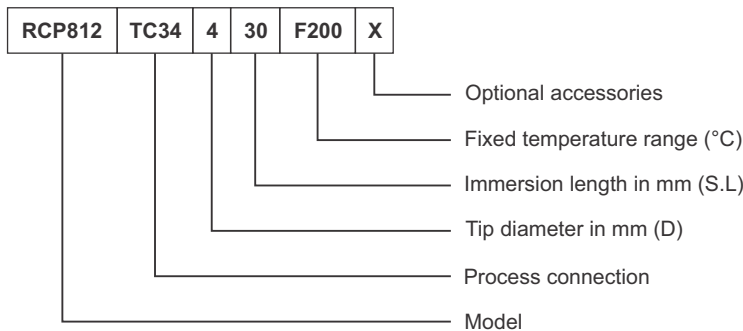 RCP812 TC34 4 30 F200 X
Optional accessories
Fixed temperature range (°C)
Immersion length in mm (S.L)
Tip diameter in mm (D)
Process connection
Model